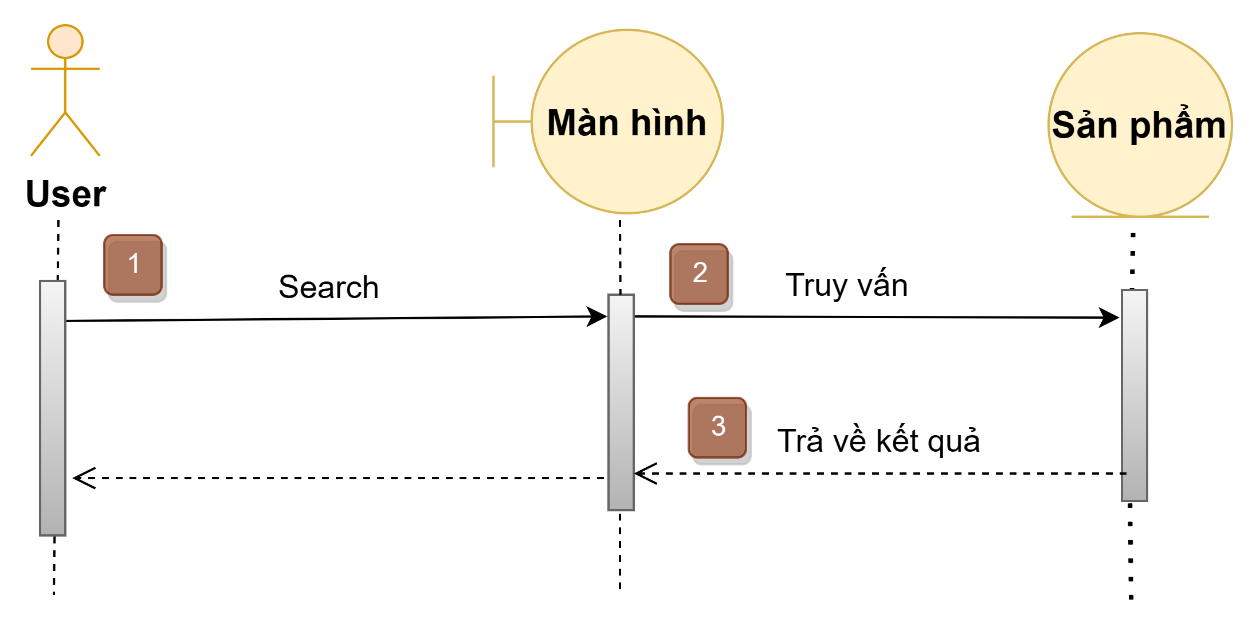 User
Màn hình
Sản phẩm
1
Search
2
Truy vấn
3
Trả về kết quả